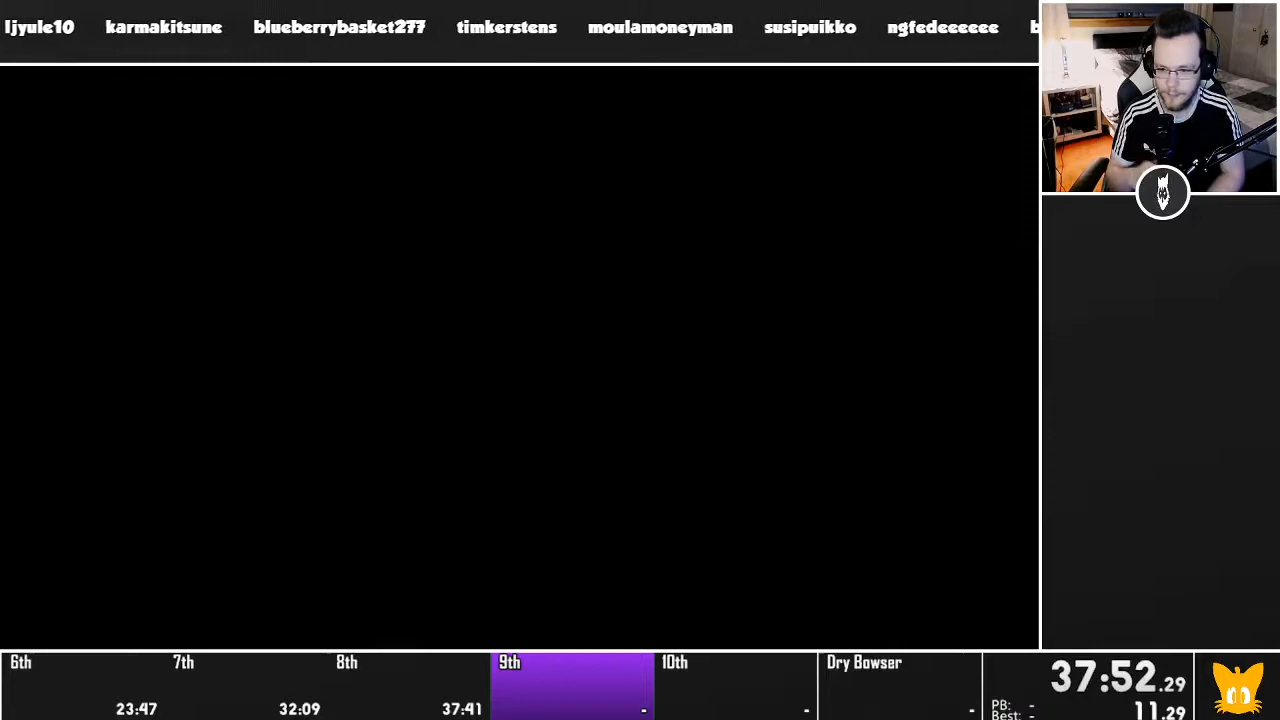 ljyule10 karmakitsune blueberrybasket277 timkerstens moulamoneyman susipuikko ngfedeeeeee
6th 7th 8th 9th 10th Dry Bowser
23:47 32:09 37:41 - - -
37:52.29
PB: -
Best: - 11.29